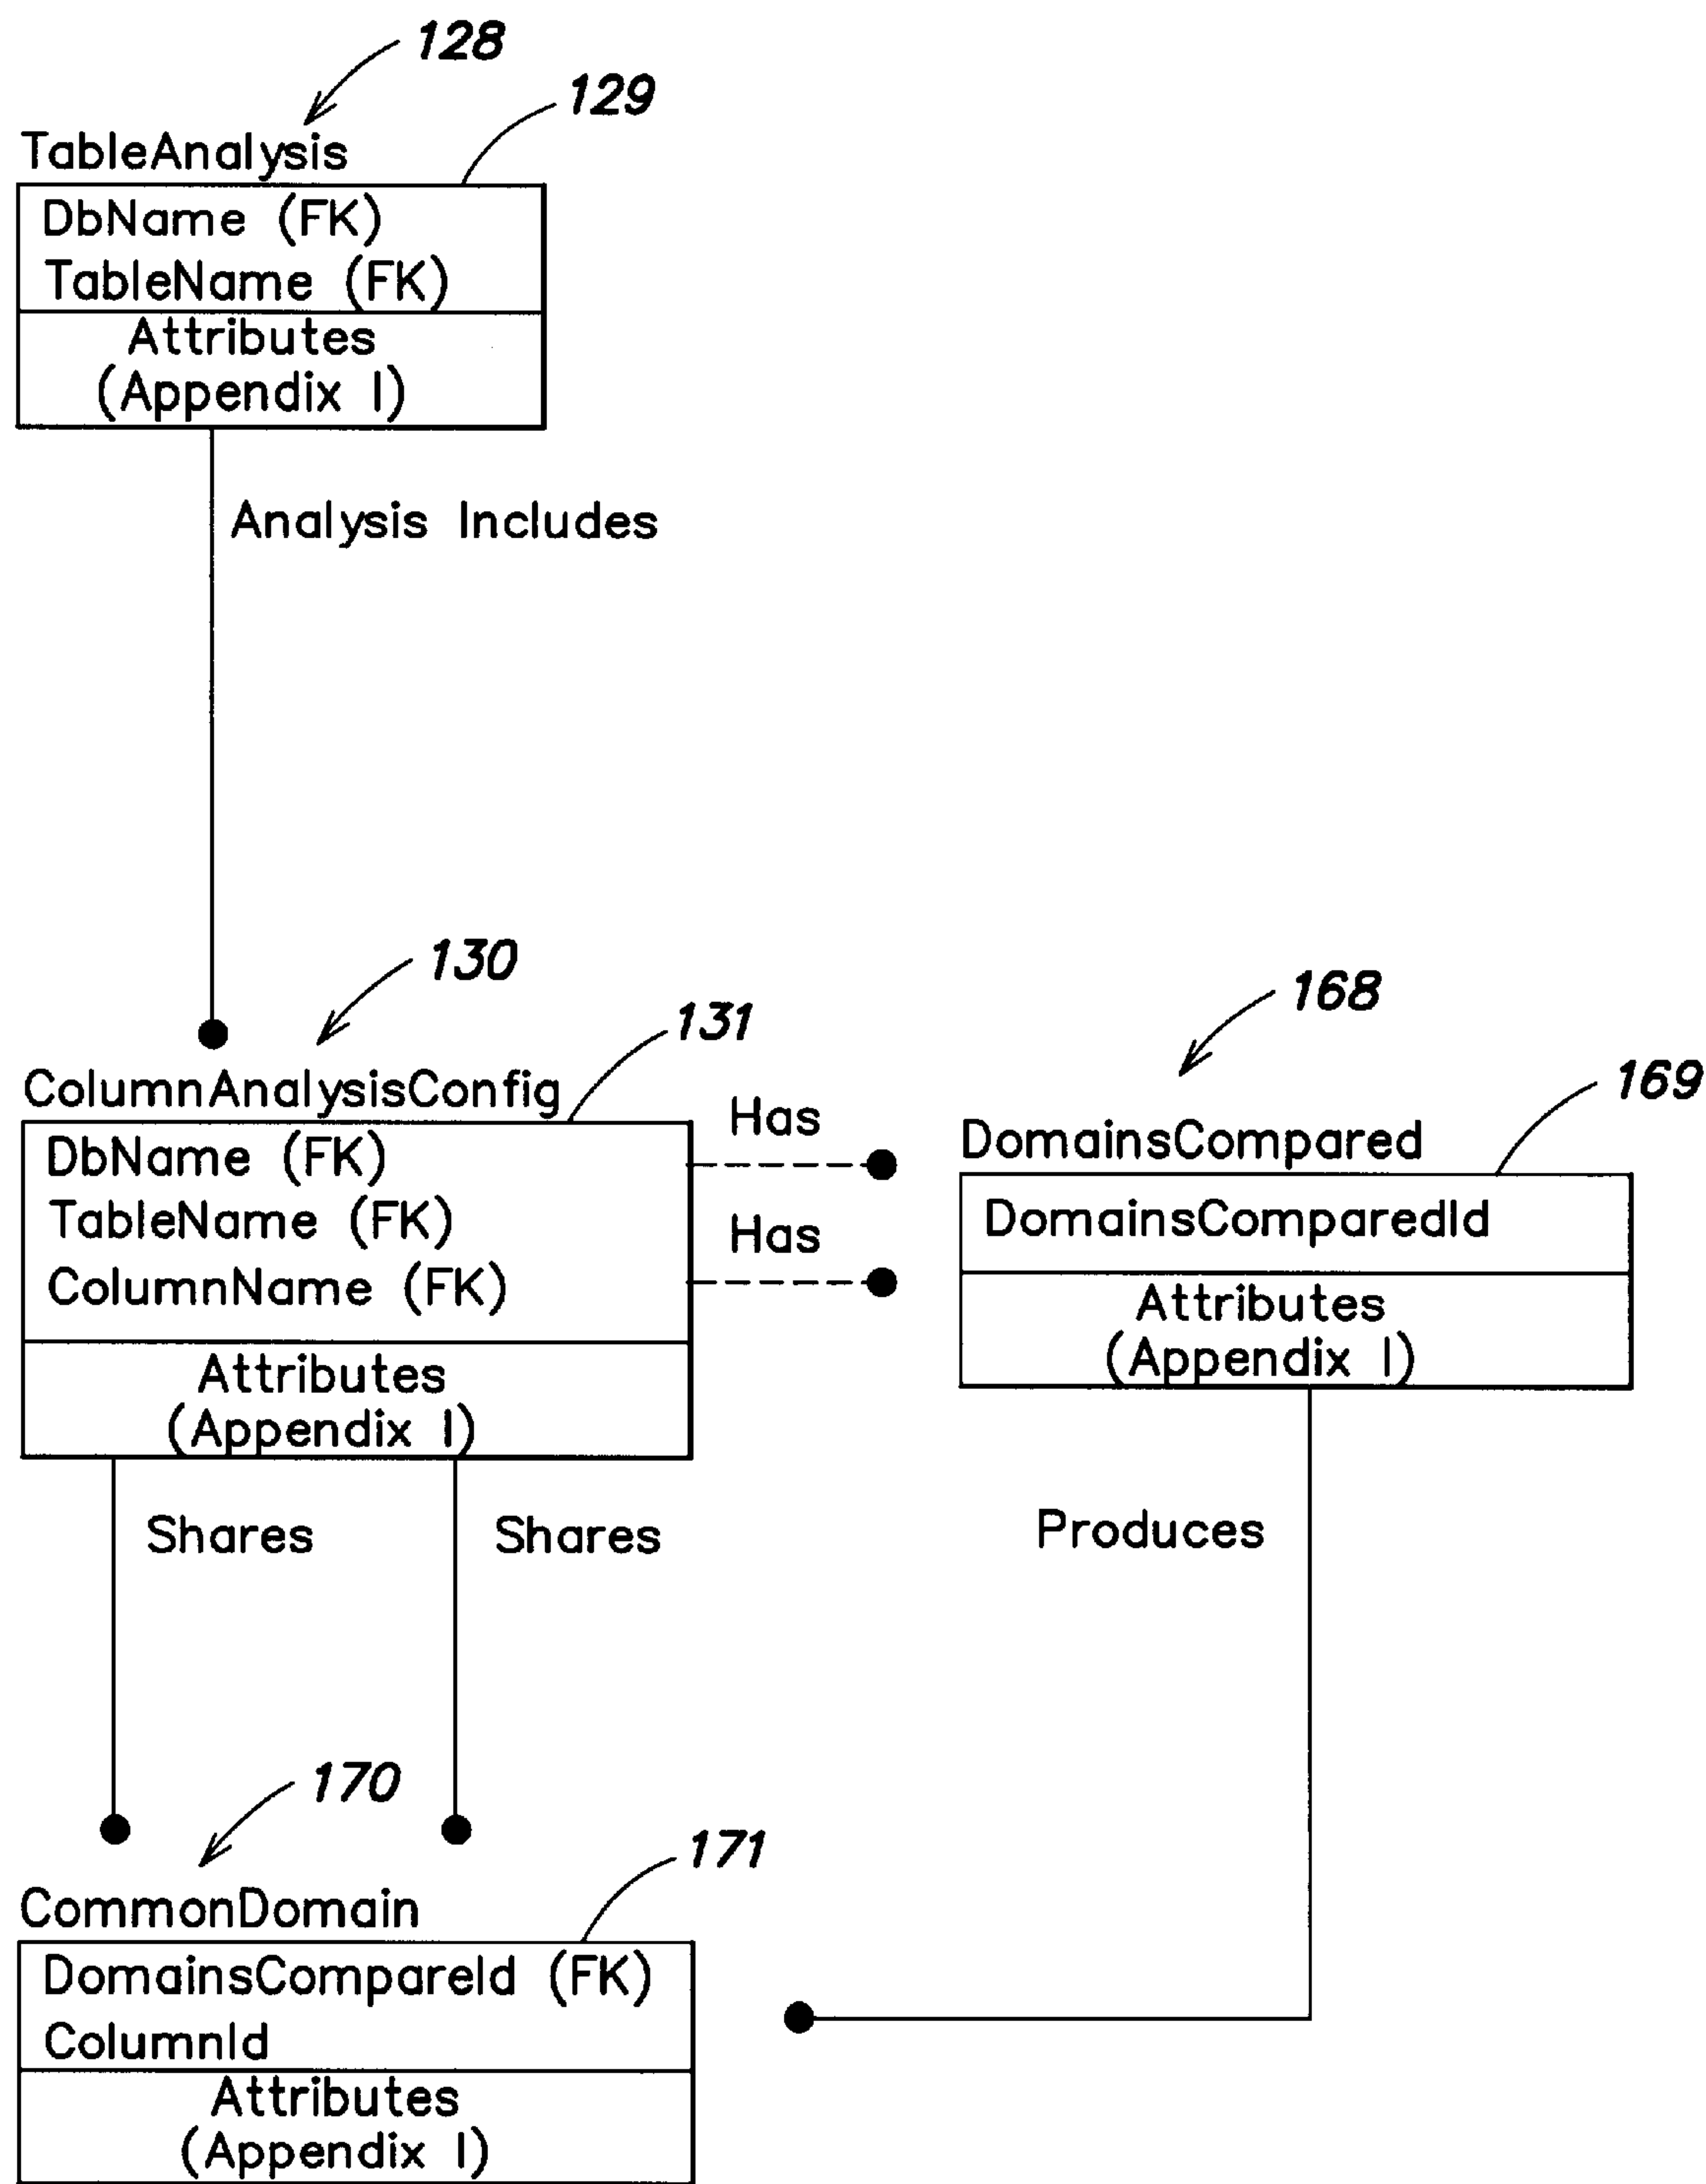 128
129
TableAnalysis
DbName (FK)
TableName (FK)
Attributes
(Appendix I)
Analysis Includes
130
131
ColumnAnalysisConfig
DbName (FK)
TableName (FK)
ColumnName (FK)
Attributes
(Appendix I)
Has
Has
168
169
DomainsCompared
DomainsComparedId
Attributes
(Appendix I)
Shares
Shares
Produces
170
171
CommonDomain
DomainsCompareId (FK)
ColumnId
Attributes
(Appendix I)